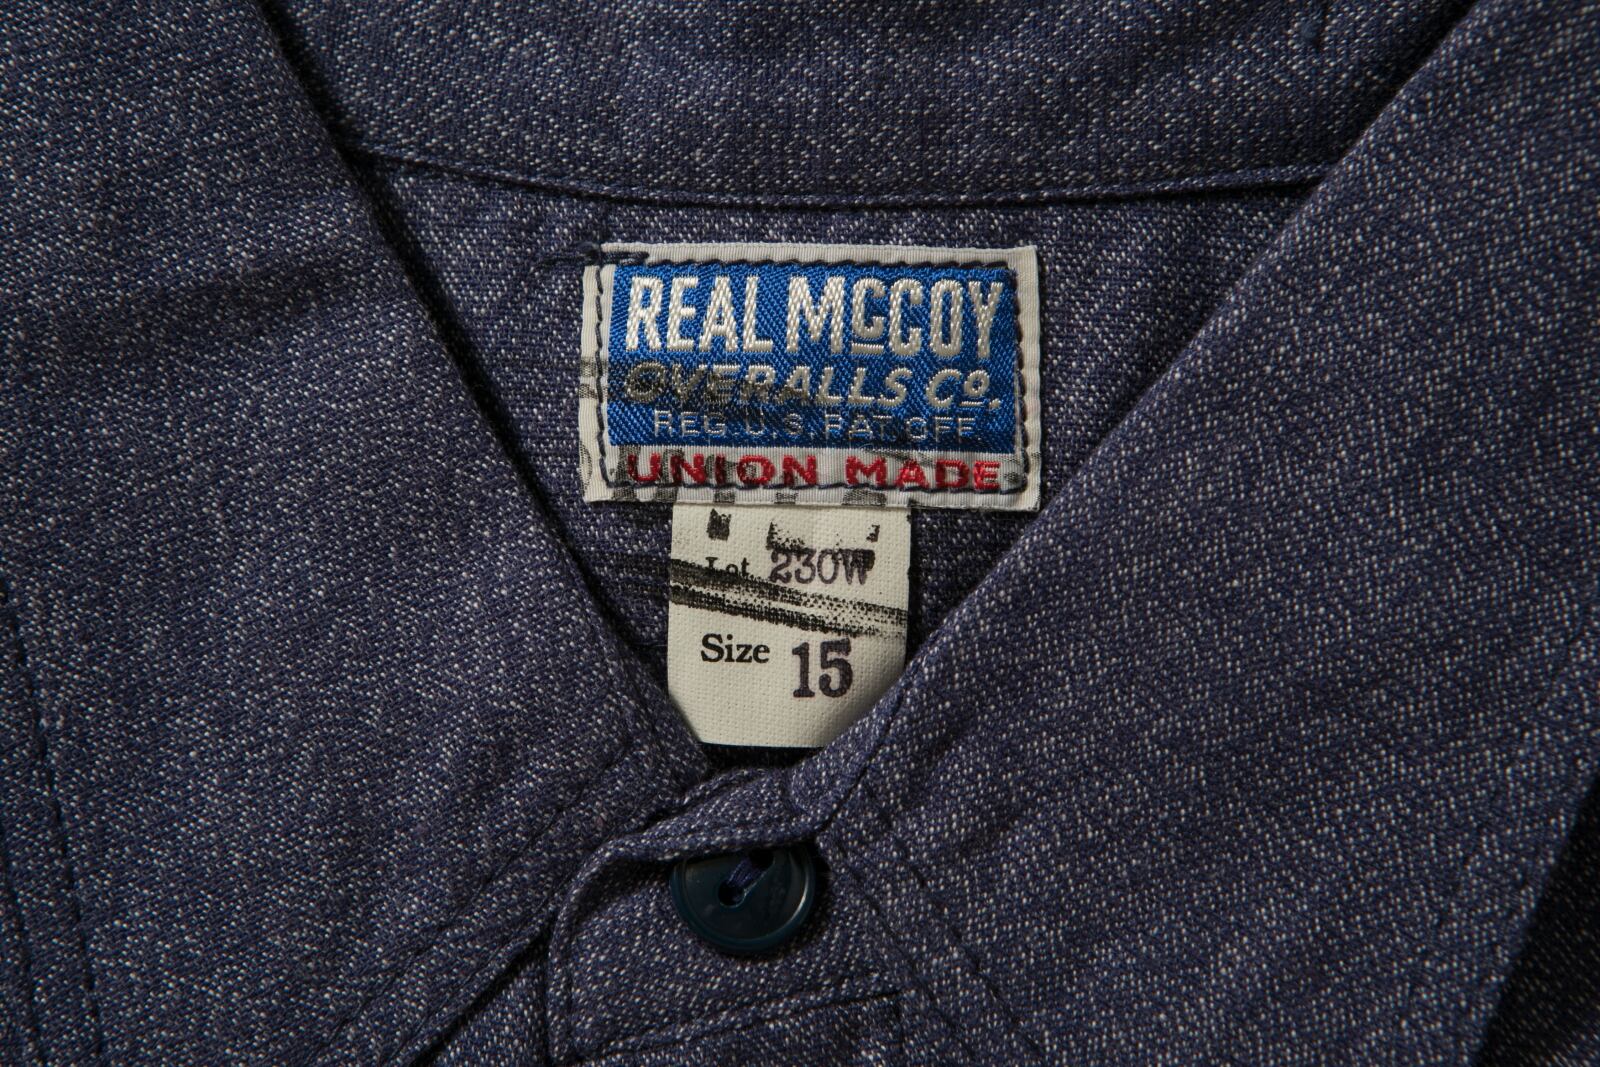 REAL McCOY
OVERALLS Co.
REG. U.S. PAT. OFF.
UNION MADE
Lot. 230W
Size 15